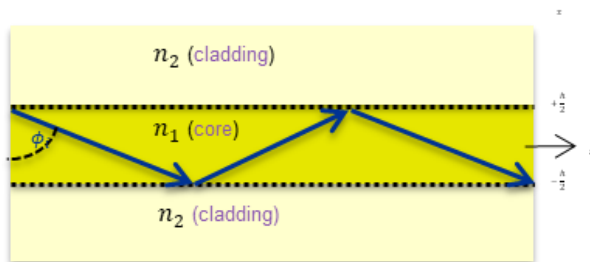 n₂ (cladding)
+h/2
ϕ n₁ (core)
-h/2
n₂ (cladding)